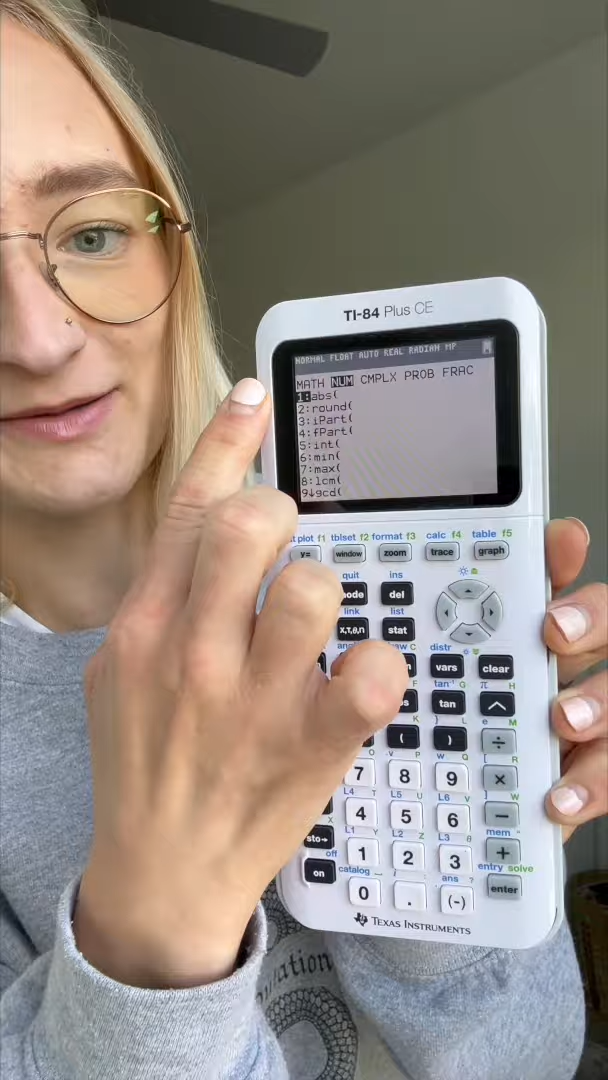 TI-84 Plus CE
NORMAL FLOAT AUTO REAL RADIAN MP
MATH NUM CMPLX PROB FRAC
1:abs(
2:round(
3:iPart(
4:fPart(
5:int(
6:min(
7:max(
8:lcm(
9↓gcd(
plot f1 tblset f2 format f3 calc f4 table f5
y= window zoom trace graph
quit ins
ode del
link list
X,T,θ,n stat
distr
vars clear
tan⁻¹ G π H
tan ^
K } L e M
( ) ÷
O v P w Q [ R
7 8 9 ×
L4 T L5 U L6 V ] W
4 5 6 −
X L1 Y L2 Z L3 θ mem "
sto→ 1 2 3 +
off catalog ⎵ i : ans ? entry solve
on 0 . (-) enter
TEXAS INSTRUMENTS